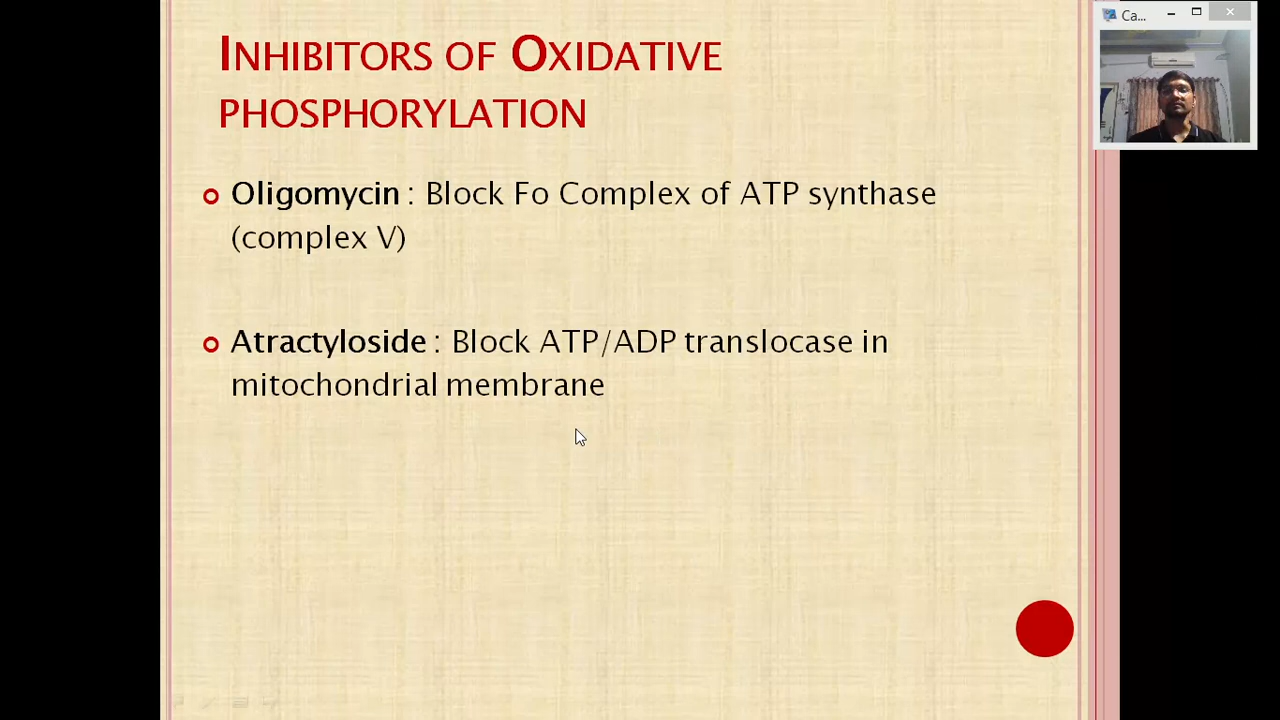 INHIBITORS OF OXIDATIVE
PHOSPHORYLATION
Oligomycin : Block Fo Complex of ATP synthase
(complex V)
Atractyloside : Block ATP/ADP translocase in
mitochondrial membrane
Ca...